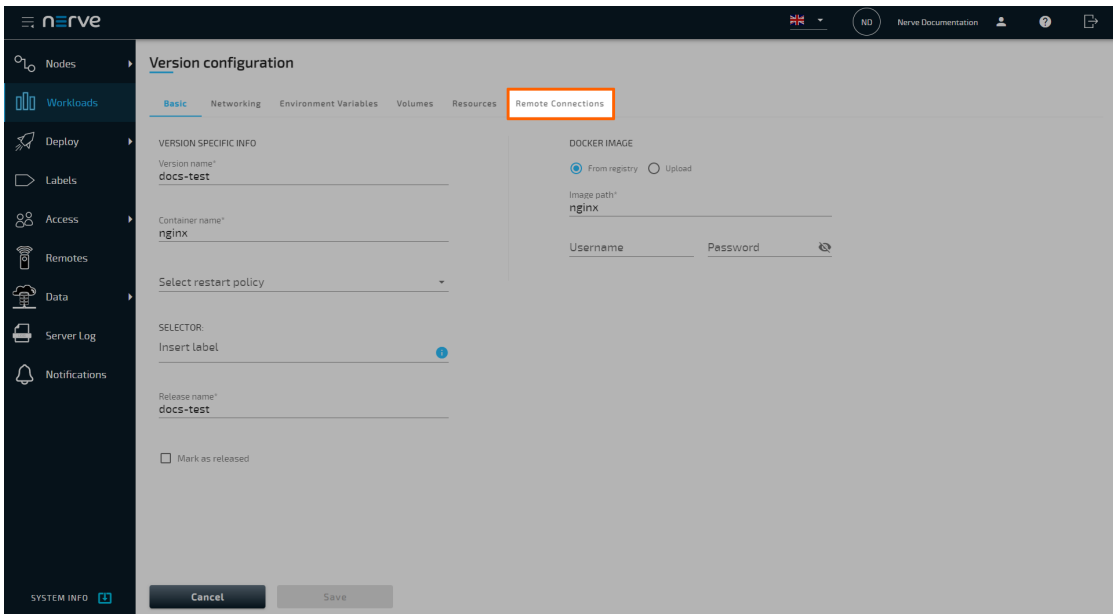 nerve
ND
Nerve Documentation
Nodes
Workloads
Deploy
Labels
Access
Remotes
Data
Server Log
Notifications
SYSTEM INFO
Version configuration
Basic Networking Environment Variables Volumes Resources Remote Connections
VERSION SPECIFIC INFO
Version name*
docs-test
Container name*
nginx
Select restart policy
SELECTOR:
Insert label
Release name*
docs-test
Mark as released
DOCKER IMAGE
From registry Upload
Image path*
nginx
Username Password
Cancel Save